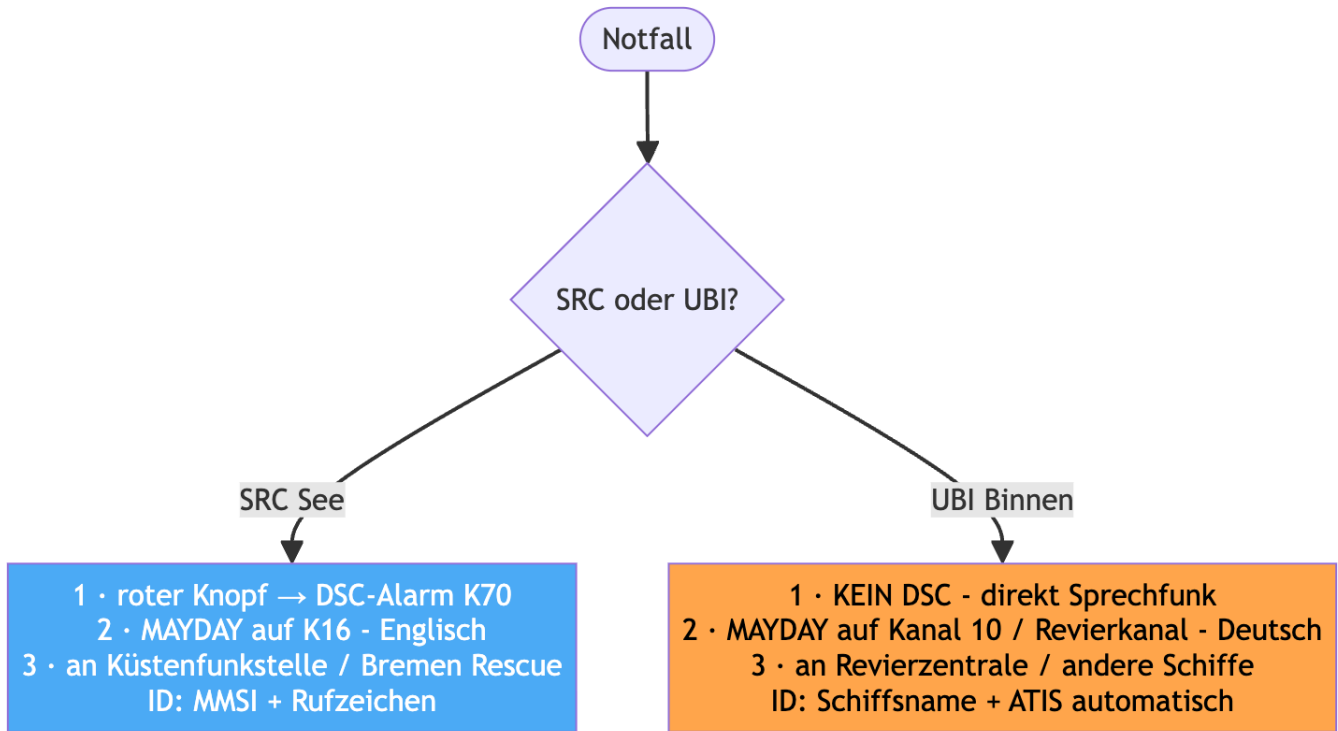 Notfall
SRC oder UBI?
SRC See
UBI Binnen
1 · roter Knopf → DSC-Alarm K70
2 · MAYDAY auf K16 - Englisch
3 · an Küstenfunkstelle / Bremen Rescue
ID: MMSI + Rufzeichen
1 · KEIN DSC - direkt Sprechfunk
2 · MAYDAY auf Kanal 10 / Revierkanal - Deutsch
3 · an Revierzentrale / andere Schiffe
ID: Schiffsname + ATIS automatisch